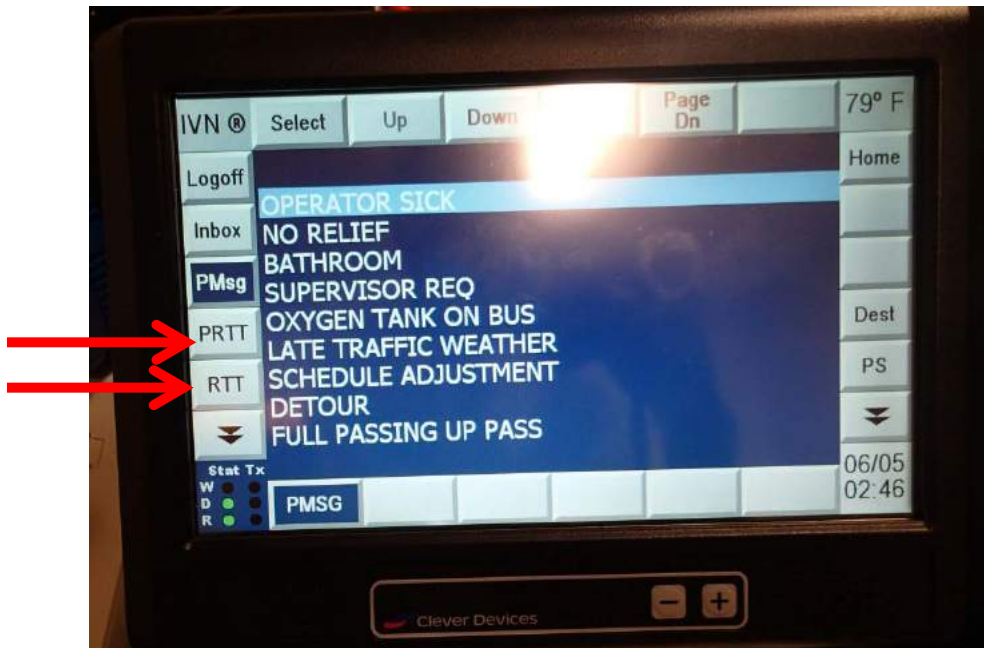 IVN ® Select Up Down Page Dn 79° F
Logoff
Inbox
PMsg
PRTT
RTT
OPERATOR SICK
NO RELIEF
BATHROOM
SUPERVISOR REQ
OXYGEN TANK ON BUS
LATE TRAFFIC WEATHER
SCHEDULE ADJUSTMENT
DETOUR
FULL PASSING UP PASS
Home
Dest
PS
06/05
02:46
Stat Tx
W
D
R
PMSG
Clever Devices
- +